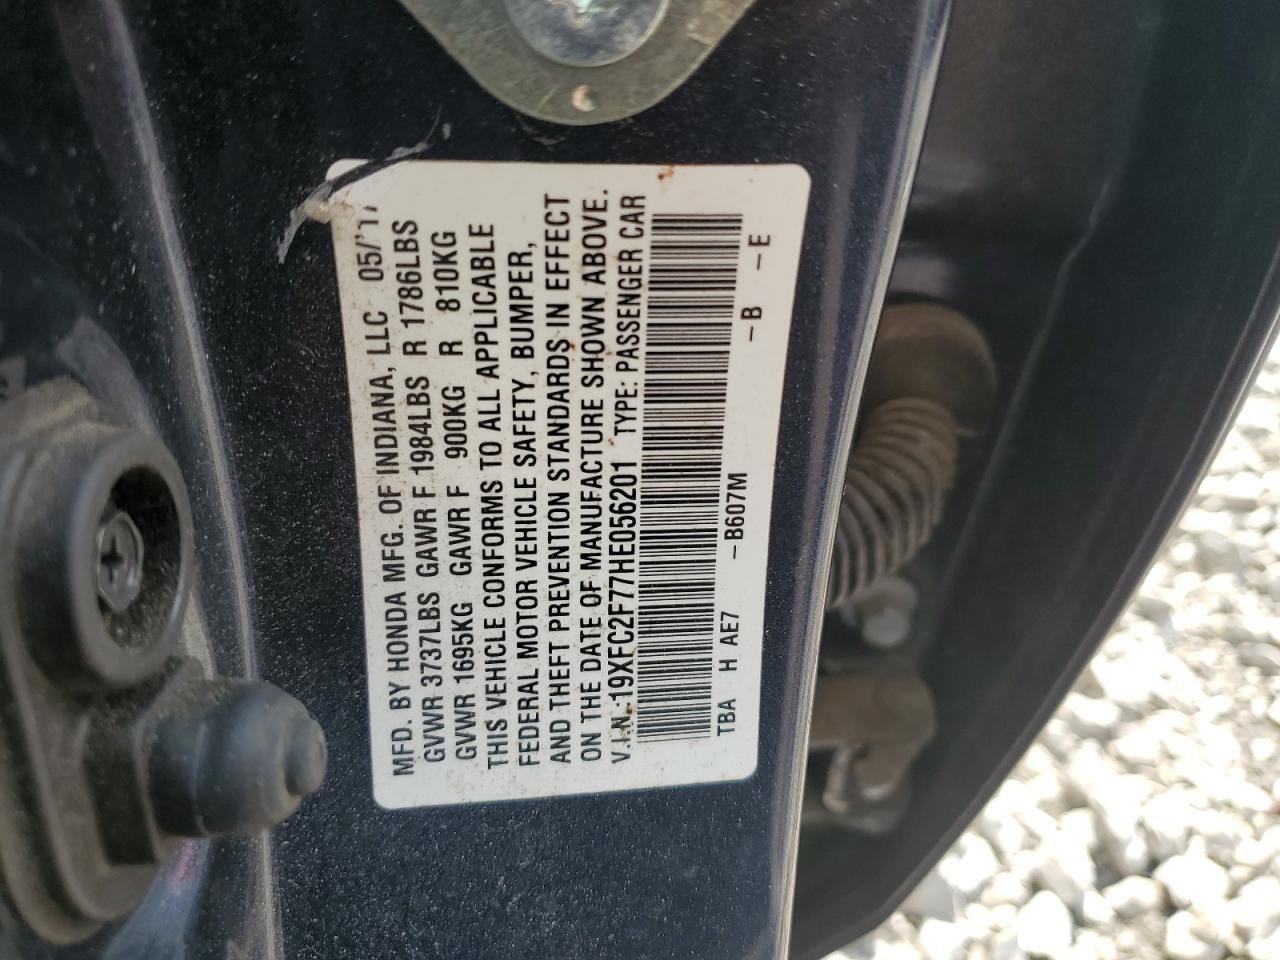 MFD. BY HONDA MFG. OF INDIANA, LLC 05/'17
GVWR 3737LBS GAWR F 1984LBS R 1786LBS
GVWR 1695KG GAWR F 900KG R 810KG
THIS VEHICLE CONFORMS TO ALL APPLICABLE
FEDERAL MOTOR VEHICLE SAFETY, BUMPER,
AND THEFT PREVENTION STANDARDS IN EFFECT
ON THE DATE OF MANUFACTURE SHOWN ABOVE.
V.I.N.:19XFC2F77HE056201 TYPE: PASSENGER CAR
TBA H AE7 –B607M –B –E